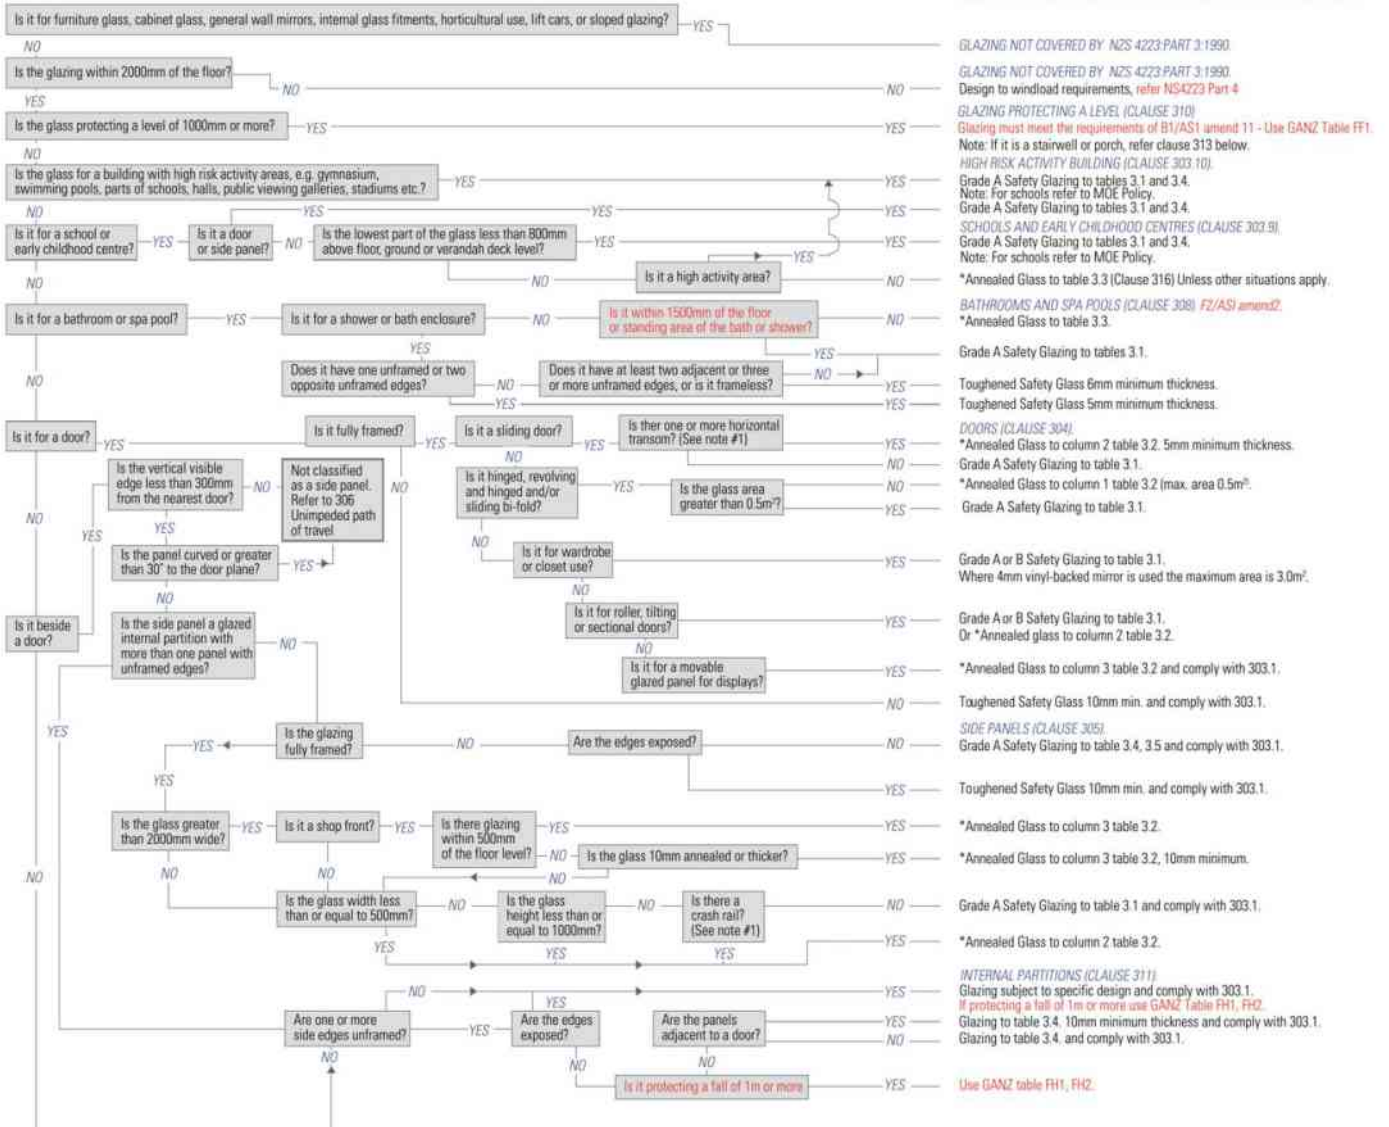 Is it for furniture glass, cabinet glass, general wall mirrors, internal glass fitments, horticultural use, lift cars, or sloped glazing?
YES
GLAZING NOT COVERED BY NZS 4223:PART 3:1990.
NO
Is the glazing within 2000mm of the floor?
NO
NO
GLAZING NOT COVERED BY NZS 4223:PART 3:1990.
Design to windload requirements, refer NS4223 Part 4
YES
Is the glass protecting a level of 1000mm or more?
YES
YES
GLAZING PROTECTING A LEVEL (CLAUSE 310)
Glazing must meet the requirements of B1/AS1 amend 11 - Use GANZ Table FF1.
Note: If it is a stairwell or porch, refer clause 313 below.
NO
Is the glass for a building with high risk activity areas, e.g. gymnasium,
swimming pools, parts of schools, halls, public viewing galleries, stadiums etc.?
YES
YES
HIGH RISK ACTIVITY BUILDING (CLAUSE 303.10).
Grade A Safety Glazing to tables 3.1 and 3.4.
Note: For schools refer to MOE Policy.
NO
YES
YES
YES
Grade A Safety Glazing to tables 3.1 and 3.4.
Is it for a school or
early childhood centre?
YES
Is it a door
or side panel?
NO
Is the lowest part of the glass less than 800mm
above floor, ground or verandah deck level?
YES
YES
SCHOOLS AND EARLY CHILDHOOD CENTRES (CLAUSE 303.9).
Grade A Safety Glazing to tables 3.1 and 3.4.
Note: For schools refer to MOE Policy.
YES
NO
NO
Is it a high activity area?
NO
*Annealed Glass to table 3.3 (Clause 316) Unless other situations apply.
Is it for a bathroom or spa pool?
YES
Is it for a shower or bath enclosure?
NO
Is it within 1500mm of the floor
or standing area of the bath or shower?
NO
BATHROOMS AND SPA POOLS (CLAUSE 308) F2/ASI amend2.
*Annealed Glass to table 3.3.
YES
YES
YES
Grade A Safety Glazing to tables 3.1.
NO
Does it have one unframed or two
opposite unframed edges?
NO
Does it have at least two adjacent or three
or more unframed edges, or is it frameless?
NO
YES
Toughened Safety Glass 6mm minimum thickness.
YES
YES
Toughened Safety Glass 5mm minimum thickness.
Is it for a door?
YES
Is it fully framed?
YES
Is it a sliding door?
YES
Is ther one or more horizontal
transom? (See note #1)
YES
DOORS (CLAUSE 304).
*Annealed Glass to column 2 table 3.2. 5mm minimum thickness.
NO
NO
Grade A Safety Glazing to table 3.1.
Is the vertical visible
edge less than 300mm
from the nearest door?
NO
Not classified
as a side panel.
Refer to 306
Unimpeded path
of travel
NO
Is it hinged, revolving
and hinged and/or
sliding bi-fold?
YES
Is the glass area
greater than 0.5m²?
NO
*Annealed Glass to column 1 table 3.2 (max. area 0.5m²).
YES
Grade A Safety Glazing to table 3.1.
NO
YES
YES
NO
Is the panel curved or greater
than 30° to the door plane?
YES
Is it for wardrobe
or closet use?
YES
Grade A or B Safety Glazing to table 3.1.
Where 4mm vinyl-backed mirror is used the maximum area is 3.0m².
NO
NO
Is it beside
a door?
Is the side panel a glazed
internal partition with
more than one panel with
unframed edges?
NO
Is it for roller, tilting
or sectional doors?
YES
Grade A or B Safety Glazing to table 3.1.
Or *Annealed glass to column 2 table 3.2.
NO
Is it for a movable
glazed panel for displays?
YES
*Annealed Glass to column 3 table 3.2 and comply with 303.1.
NO
Toughened Safety Glass 10mm min. and comply with 303.1.
YES
YES
Is the glazing
fully framed?
NO
Are the edges exposed?
NO
SIDE PANELS (CLAUSE 305).
Grade A Safety Glazing to table 3.4, 3.5 and comply with 303.1.
YES
YES
Toughened Safety Glass 10mm min. and comply with 303.1.
Is the glass greater
than 2000mm wide?
YES
Is it a shop front?
YES
Is there glazing
within 500mm
of the floor level?
YES
YES
*Annealed Glass to column 3 table 3.2.
NO
Is the glass 10mm annealed or thicker?
YES
*Annealed Glass to column 3 table 3.2, 10mm minimum.
NO
NO
NO
NO
Is the glass width less
than or equal to 500mm?
NO
Is the glass
height less than or
equal to 1000mm?
NO
Is there a
crash rail?
(See note #1)
NO
Grade A Safety Glazing to table 3.1 and comply with 303.1.
YES
YES
YES
YES
*Annealed Glass to column 2 table 3.2.
INTERNAL PARTITIONS (CLAUSE 311)
NO
YES
YES
Glazing subject to specific design and comply with 303.1.
If protecting a fall of 1m or more use GANZ Table FH1, FH2.
Are one or more
side edges unframed?
YES
Are the edges
exposed?
Are the panels
adjacent to a door?
YES
Glazing to table 3.4. 10mm minimum thickness and comply with 303.1.
NO
Glazing to table 3.4. and comply with 303.1.
NO
NO
NO
Is it protecting a fall of 1m or more
YES
Use GANZ table FH1, FH2.